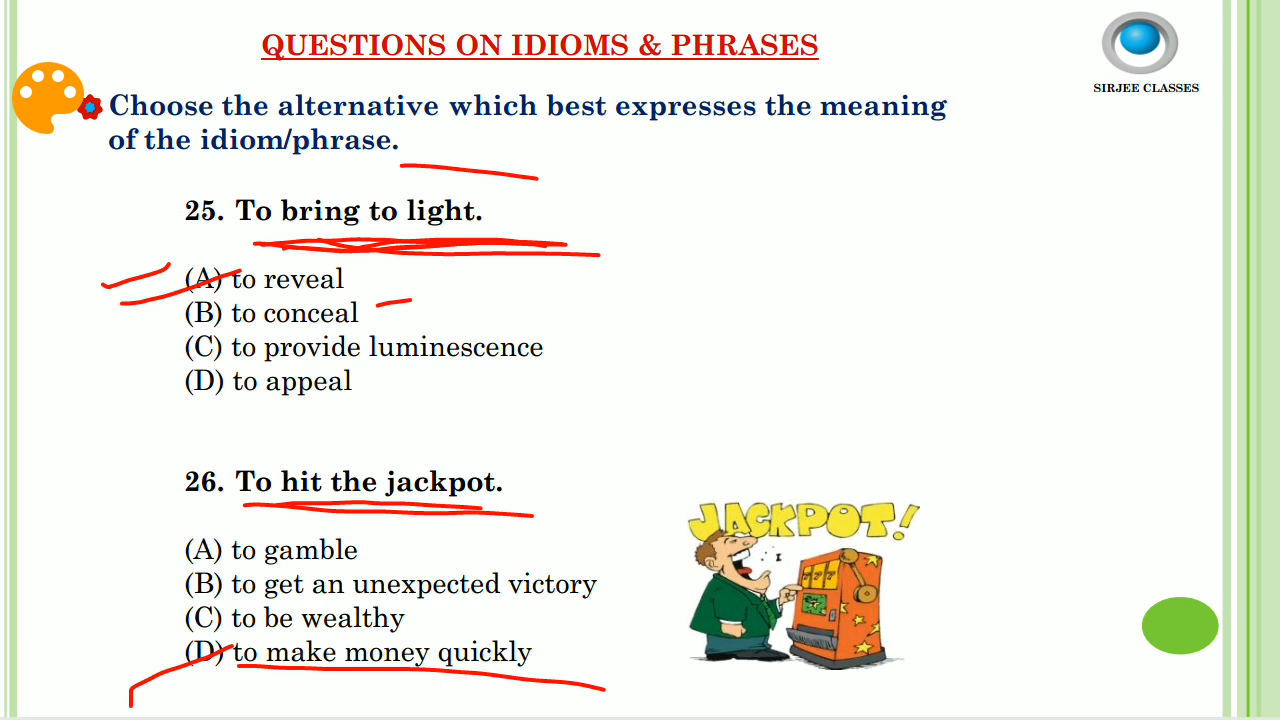 QUESTIONS ON IDIOMS & PHRASES
SIRJEE CLASSES
Choose the alternative which best expresses the meaning
of the idiom/phrase.
25. To bring to light.
(A) to reveal
(B) to conceal
(C) to provide luminescence
(D) to appeal
26. To hit the jackpot.
(A) to gamble
(B) to get an unexpected victory
(C) to be wealthy
(D) to make money quickly
JACKPOT!
777